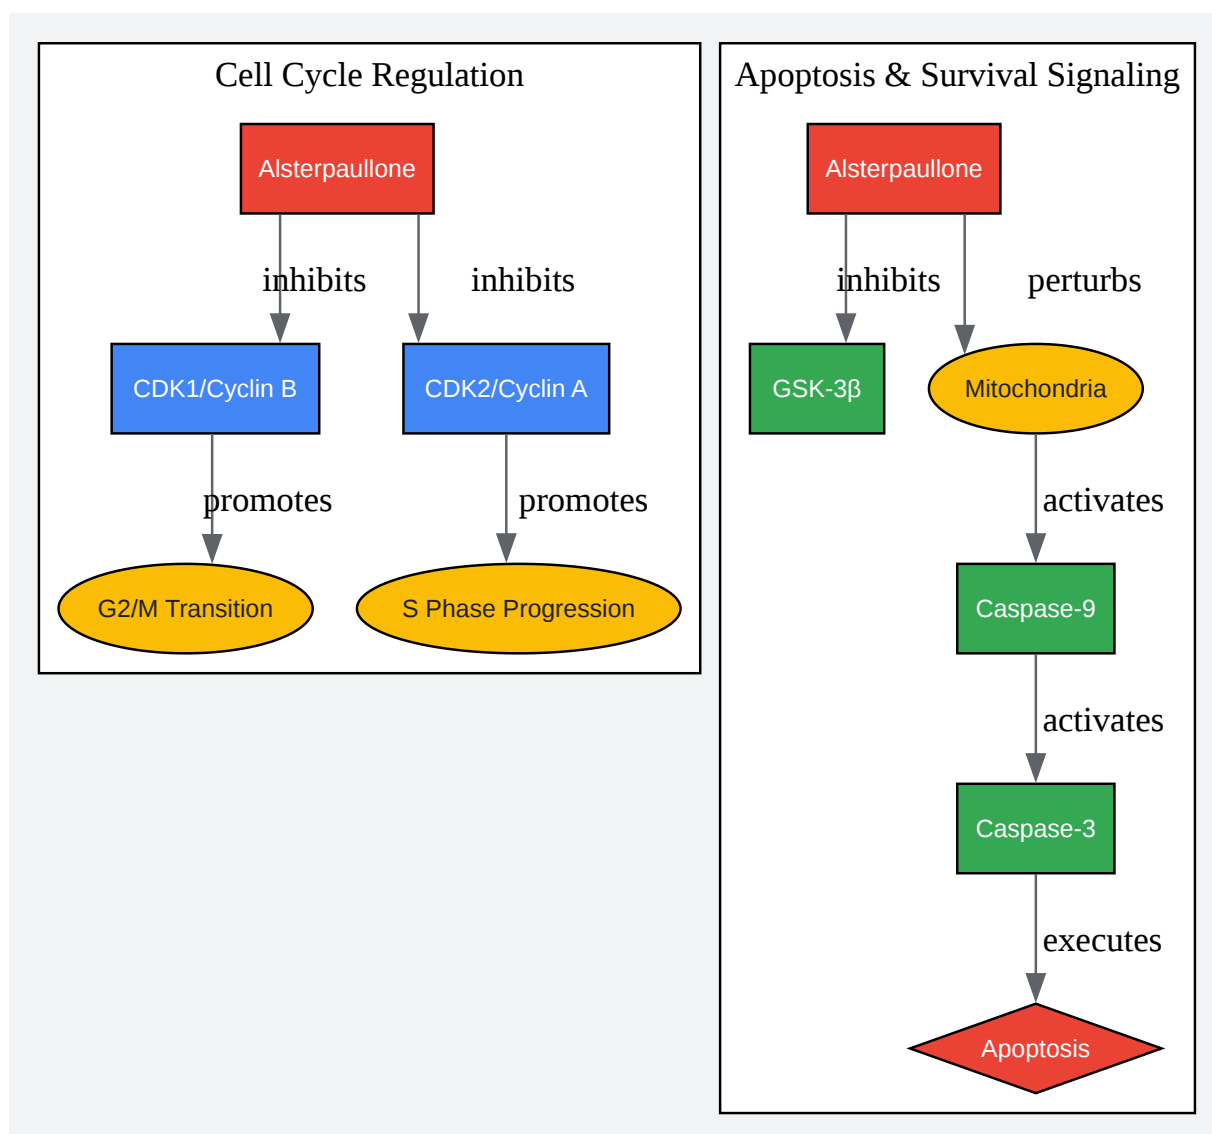 Cell Cycle Regulation
Alsterpaullone
inhibits
inhibits
CDK1/Cyclin B
CDK2/Cyclin A
promotes
promotes
G2/M Transition
S Phase Progression
Apoptosis & Survival Signaling
Alsterpaullone
inhibits
perturbs
GSK-3β
Mitochondria
activates
Caspase-9
activates
Caspase-3
executes
Apoptosis